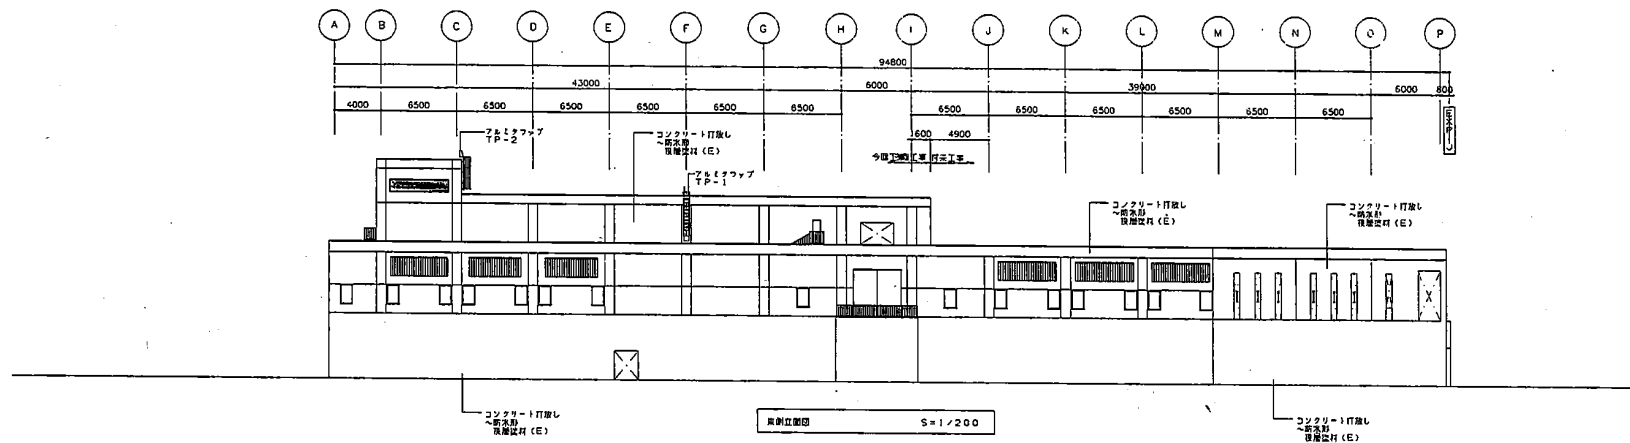 A B C D E F G H I J K L M N O P
94800
43000 6000 39000 6000 800
4000 6500 6500 6500 6500 6500 6500 6500 6500 6500 6500 6500 6500
EXP.J
600 4900
アルミタラップ
TP-2
コンクリート打放し
~防水形
複層塗材(E)
アルミタラップ
TP-1
コンクリート打放し
~防水形
複層塗材(E)
コンクリート打放し
~防水形
複層塗材(E)
コンクリート打放し
~防水形
複層塗材(E)
東側立面図 S=1/200
コンクリート打放し
~防水形
複層塗材(E)